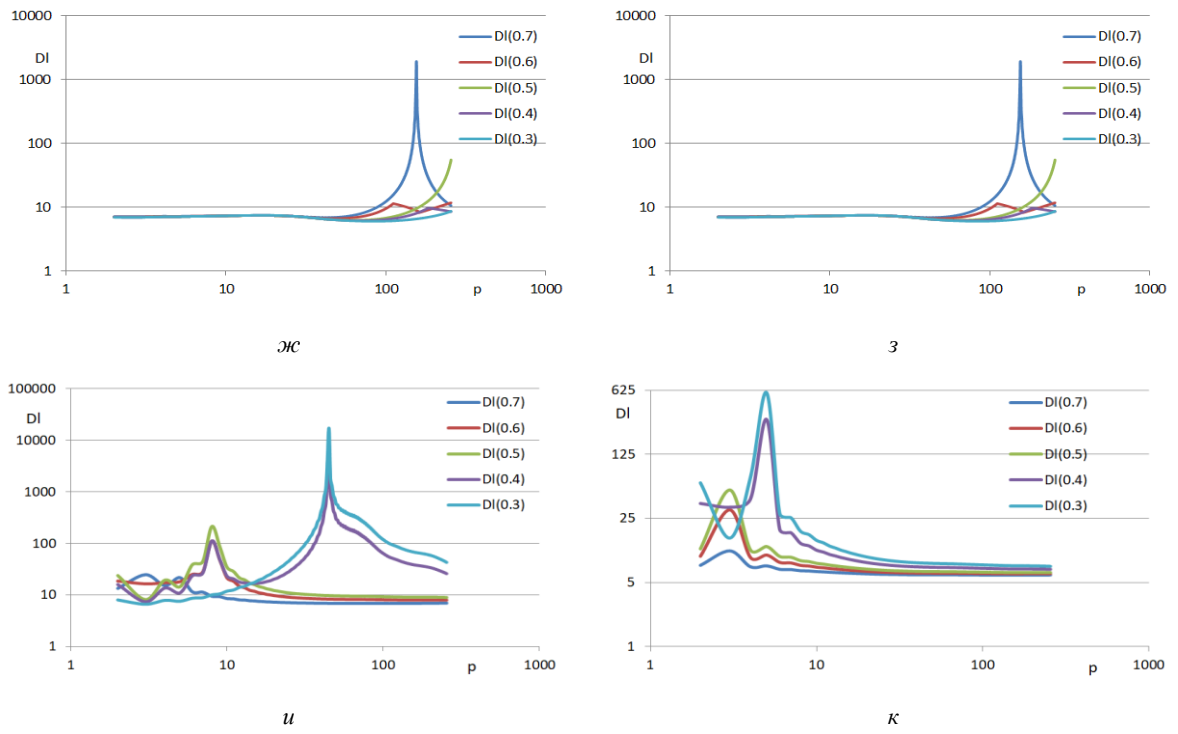 10000
Dl
1000
100
10
1
1
10
100
p
1000
Dl(0.7)
Dl(0.6)
Dl(0.5)
Dl(0.4)
Dl(0.3)
ж
10000
Dl
1000
100
10
1
1
10
100
p
1000
Dl(0.7)
Dl(0.6)
Dl(0.5)
Dl(0.4)
Dl(0.3)
з
100000
Dl
10000
1000
100
10
1
1
10
100
p
1000
Dl(0.7)
Dl(0.6)
Dl(0.5)
Dl(0.4)
Dl(0.3)
и
625
Dl
125
25
5
1
1
10
100
p
1000
Dl(0.7)
Dl(0.6)
Dl(0.5)
Dl(0.4)
Dl(0.3)
к